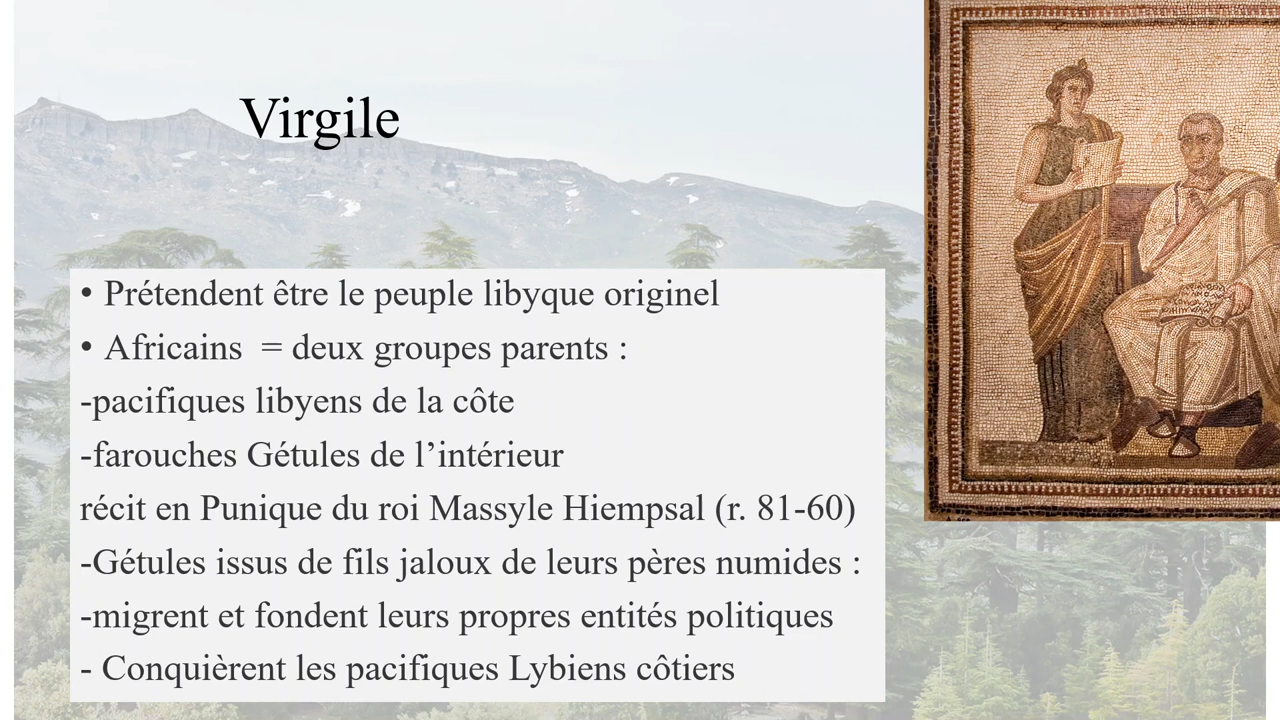 Virgile
• Prétendent être le peuple libyque originel
• Africains  = deux groupes parents :
-pacifiques libyens de la côte
-farouches Gétules de l’intérieur
récit en Punique du roi Massyle Hiempsal (r. 81-60)
-Gétules issus de fils jaloux de leurs pères numides :
-migrent et fondent leurs propres entités politiques
- Conquièrent les pacifiques Lybiens côtiers